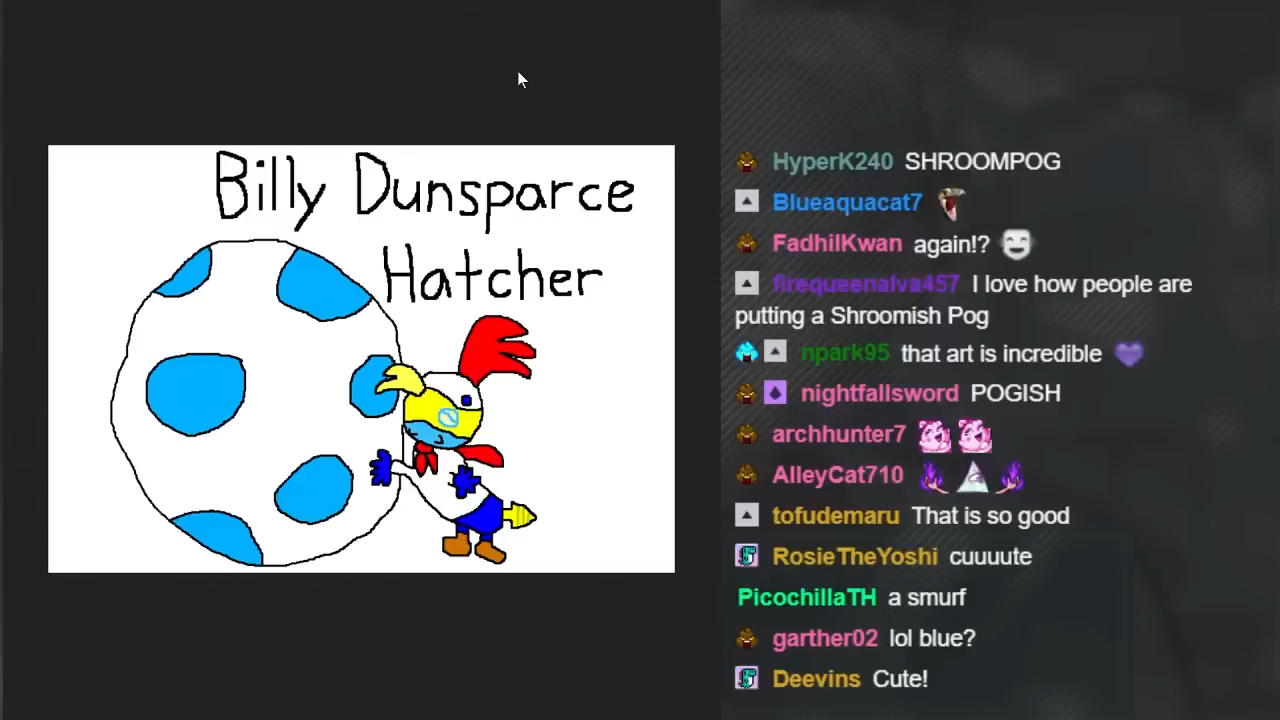 Billy Dunsparce
Hatcher
HyperK240 SHROOMPOG
Blueaquacat7
FadhilKwan again!?
firequeenalva457 I love how people are
putting a Shroomish Pog
npark95 that art is incredible
nightfallsword POGISH
archhunter7
AlleyCat710
tofudemaru That is so good
RosieTheYoshi cuuuute
PicochillaTH a smurf
garther02 lol blue?
Deevins Cute!